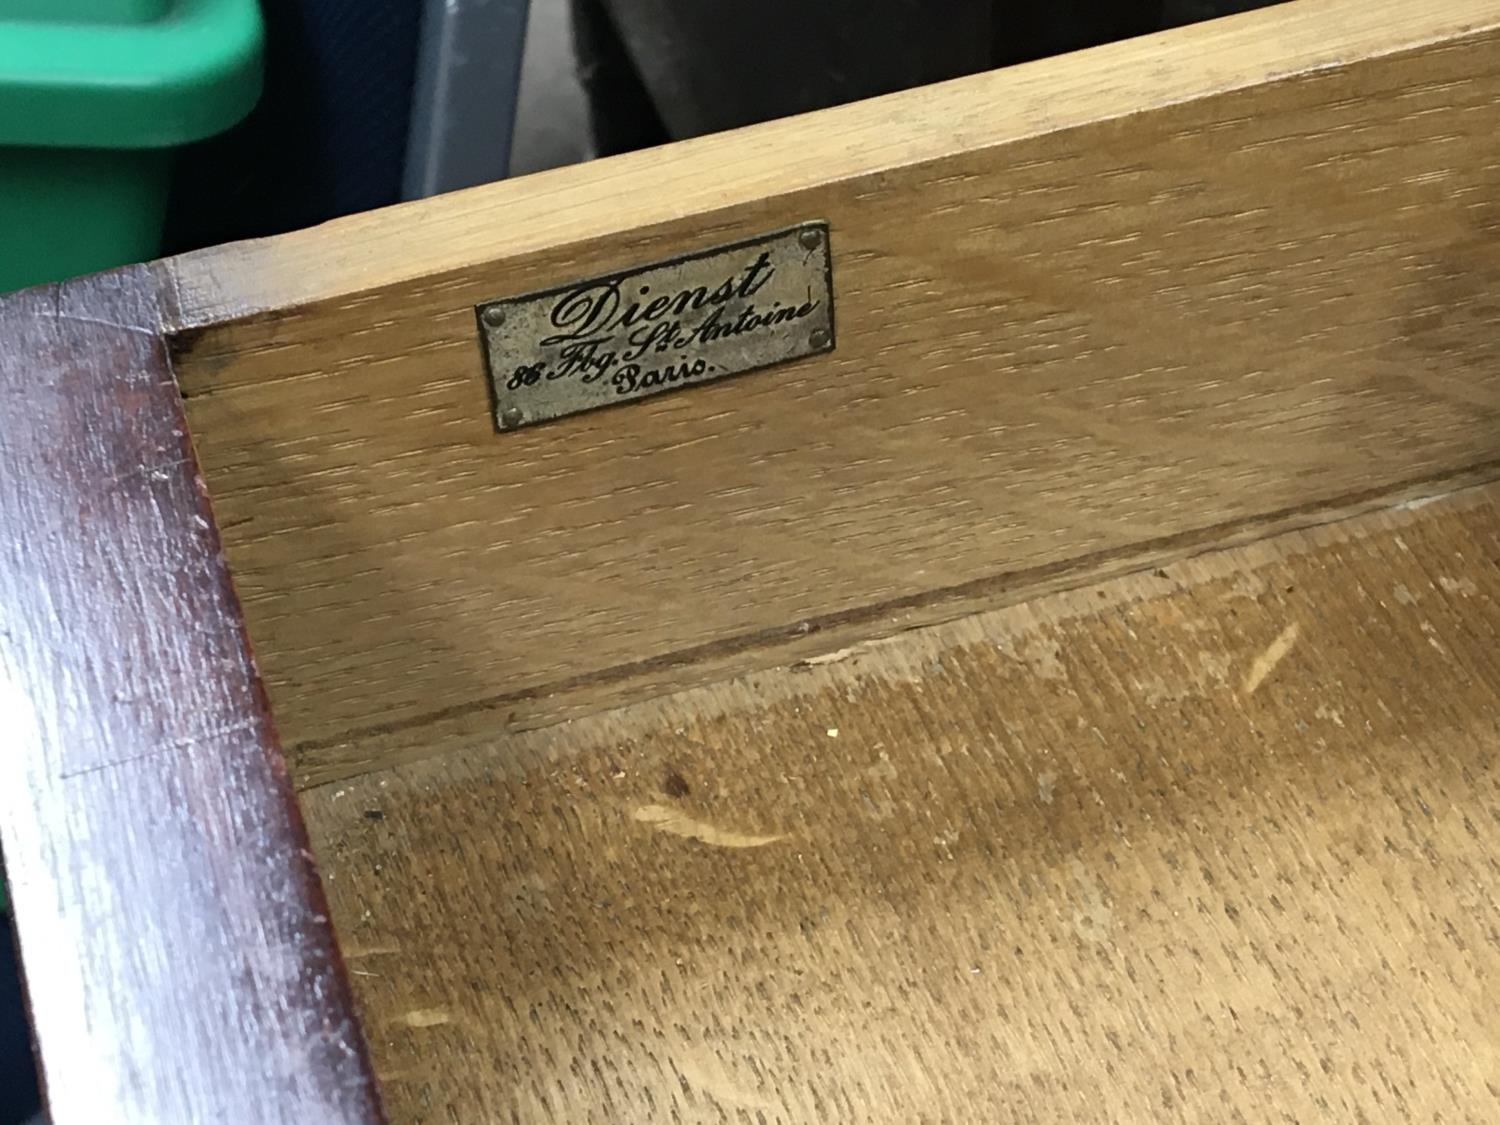 Dienst
86 Fbg. St Antoine
Paris.